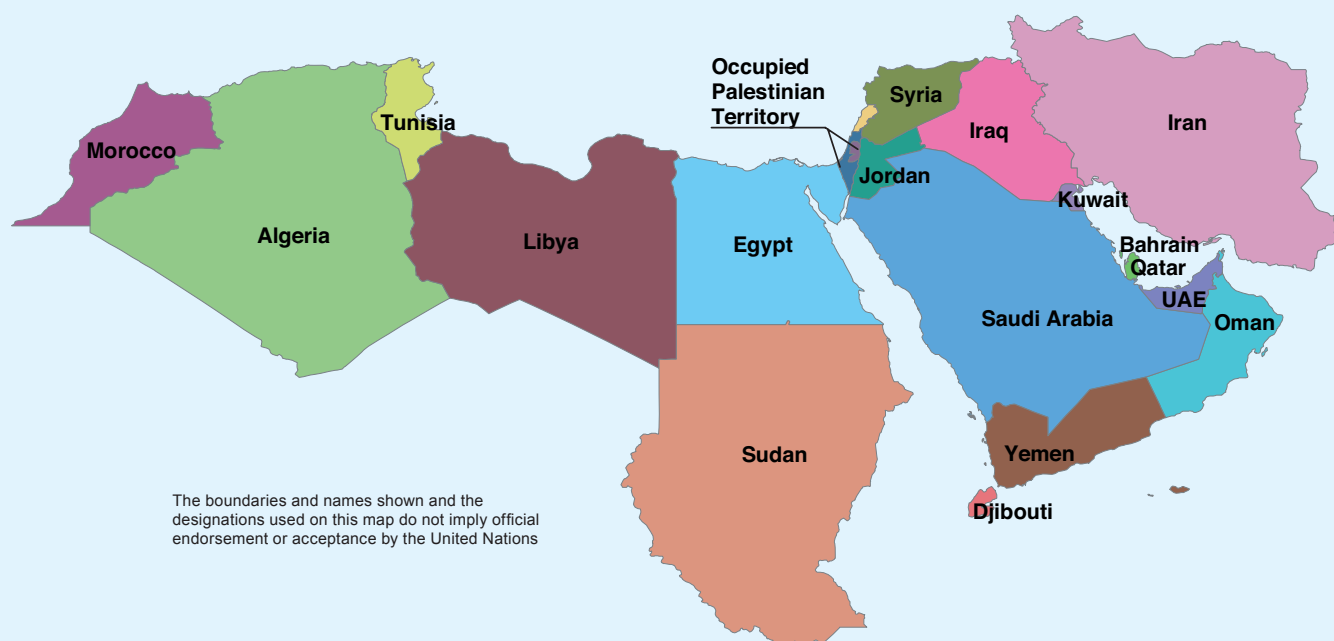 Occupied
Palestinian
Territory
Syria
Iraq
Iran
Tunisia
Morocco
Jordan
Kuwait
Algeria
Libya
Egypt
Bahrain
Qatar
UAE
Saudi Arabia
Oman
Sudan
Yemen
Djibouti
The boundaries and names shown and the
designations used on this map do not imply official
endorsement or acceptance by the United Nations